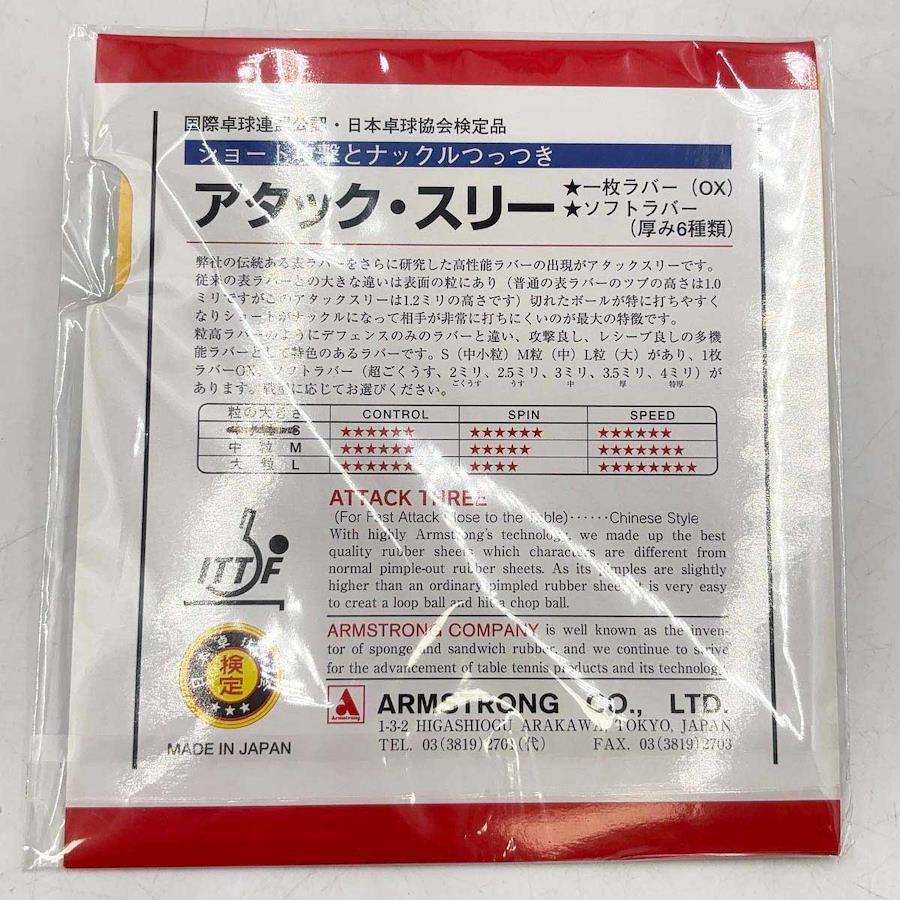 国際卓球連盟公認・日本卓球協会検定品
ショート攻撃とナックルつっつき
アタック・スリー
★一枚ラバー (OX)
★ソフトラバー
(厚み6種類)
弊社の伝統ある表ラバーをさらに研究した高性能ラバーの出現がアタックスリーです。
従来の表ラバーとの大きな違いは表面の粒にあり(普通の表ラバーのツブの高さは1.0
ミリですがこのアタックスリーは1.2ミリの高さです)切れたボールが特に打ちやすく
なりショートがナックルになって相手が非常に打ちにくいのが最大の特徴です。
粒高ラバーのようにデフェンスのみのラバーと違い、攻撃良し、レシーブ良しの多機
能ラバーとして特色のあるラバーです。S(中小粒)M粒(中)L粒(大)があり、1枚
ラバーOX、ソフトラバー(超ごくうす、2ミリ、2.5ミリ、3ミリ、3.5ミリ、4ミリ)が
ごくうす うす 中 厚 特厚
あります。戦型に応じてお選びください。
粒の大きさ CONTROL SPIN SPEED
S ★★★★★★ ★★★★★★ ★★★★★★
中 粒 M ★★★★★★ ★★★★★ ★★★★★★★
大 粒 L ★★★★★★ ★★★★ ★★★★★★★★
ATTACK THREE
(For Fast Attack Close to the Table)······Chinese Style
With highly Armstrong's technology, we made up the best
quality rubber sheets which characters are different from
normal pimple-out rubber sheets. As its pimples are slightly
higher than an ordinary pimpled rubber sheet it is very easy
to creat a loop ball and hit a chop ball.
ITTF
日本卓球
検定
★★★
MADE IN JAPAN
ARMSTRONG COMPANY is well known as the inven-
tor of sponge and sandwich rubber, and we continue to strive
for the advancement of table tennis products and its technology.
Armstrong
ARMSTRONG CO., LTD.
1-3-2 HIGASHIOGU ARAKAWA, TOKYO, JAPAN
TEL. 03(3819)2701(代) FAX. 03(3819)2703